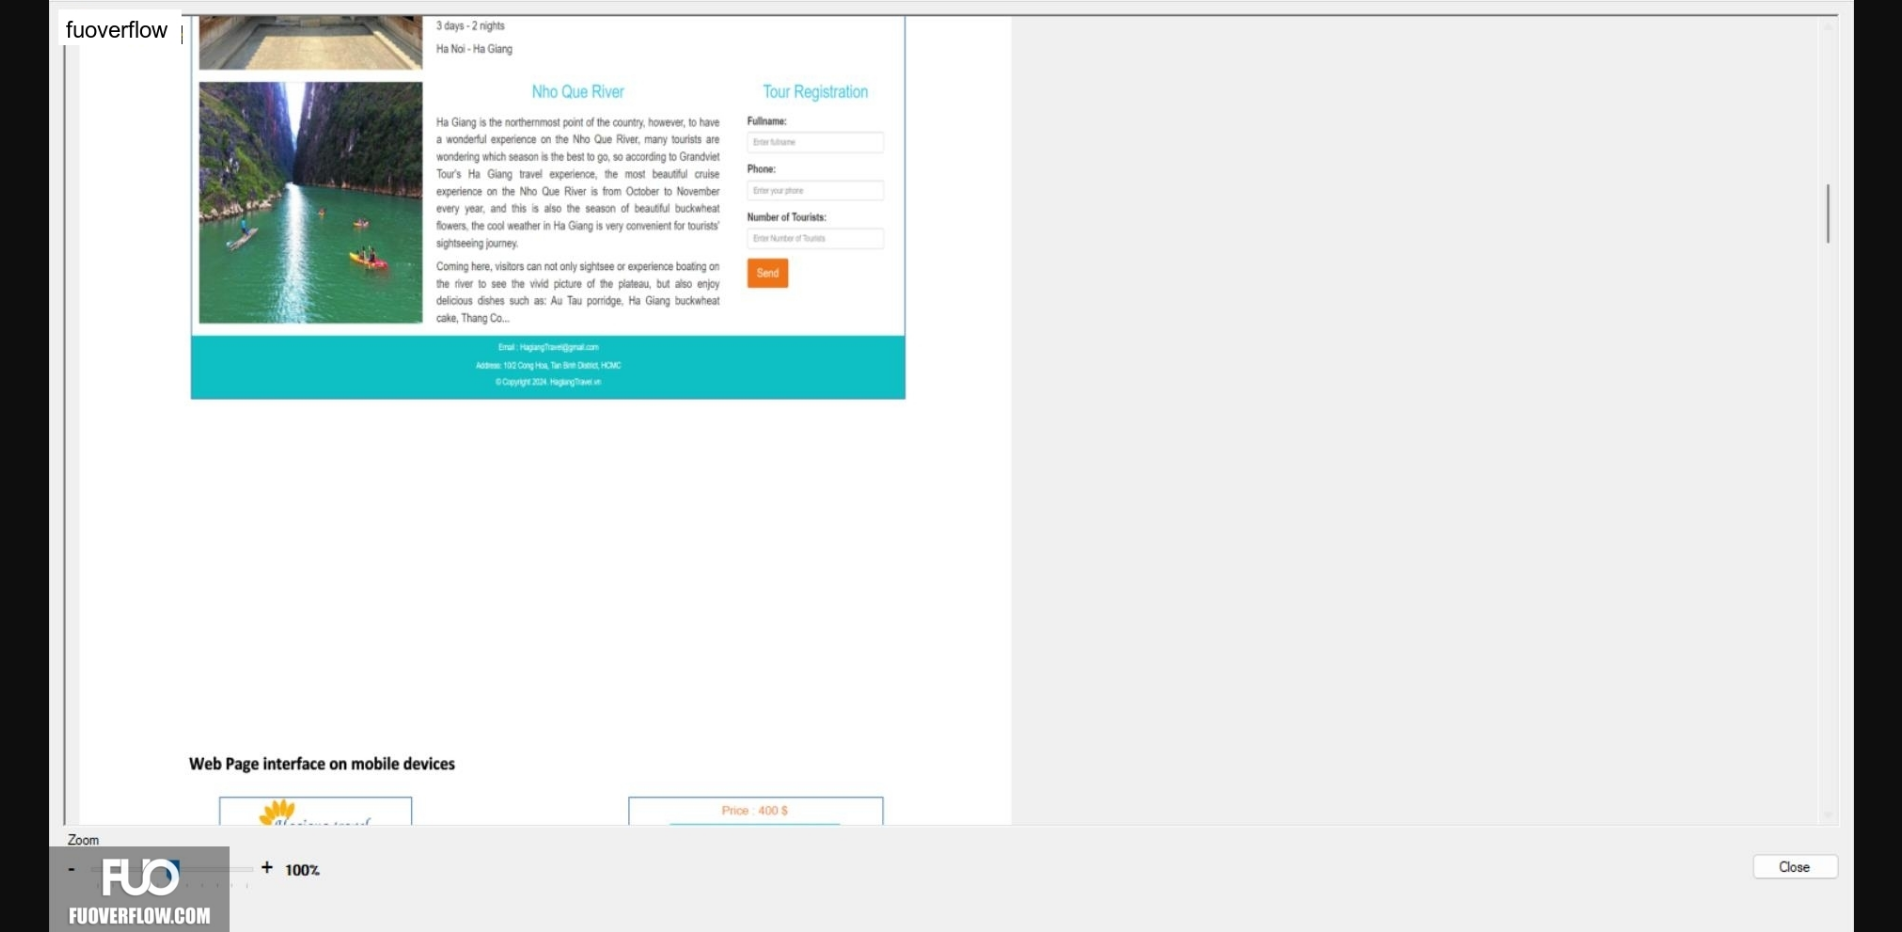 fuoverflow
3 days - 2 nights
Ha Noi - Ha Giang
Nho Que River
Ha Giang is the northernmost point of the country, however, to have
a wonderful experience on the Nho Que River, many tourists are
wondering which season is the best to go, so according to Grandviet
Tour's Ha Giang travel experience, the most beautiful cruise
experience on the Nho Que River is from October to November
every year, and this is also the season of beautiful buckwheat
flowers, the cool weather in Ha Giang is very convenient for tourists'
sightseeing journey.
Coming here, visitors can not only sightsee or experience boating on
the river to see the vivid picture of the plateau, but also enjoy
delicious dishes such as: Au Tau porridge, Ha Giang buckwheat
cake, Thang Co...
Tour Registration
Fullname:
Enter fullname
Phone:
Enter your phone
Number of Tourists:
Enter Number of Tourists
Send
Email : HagiangTravel@gmail.com
Address: 10/2 Cong Hoa, Tan Binh District, HCMC
© Copyright 2024. HagiangTravel.vn
Web Page interface on mobile devices
Price : 400 $
Zoom
- + 100%
Close
FUO
FUOVERFLOW.COM